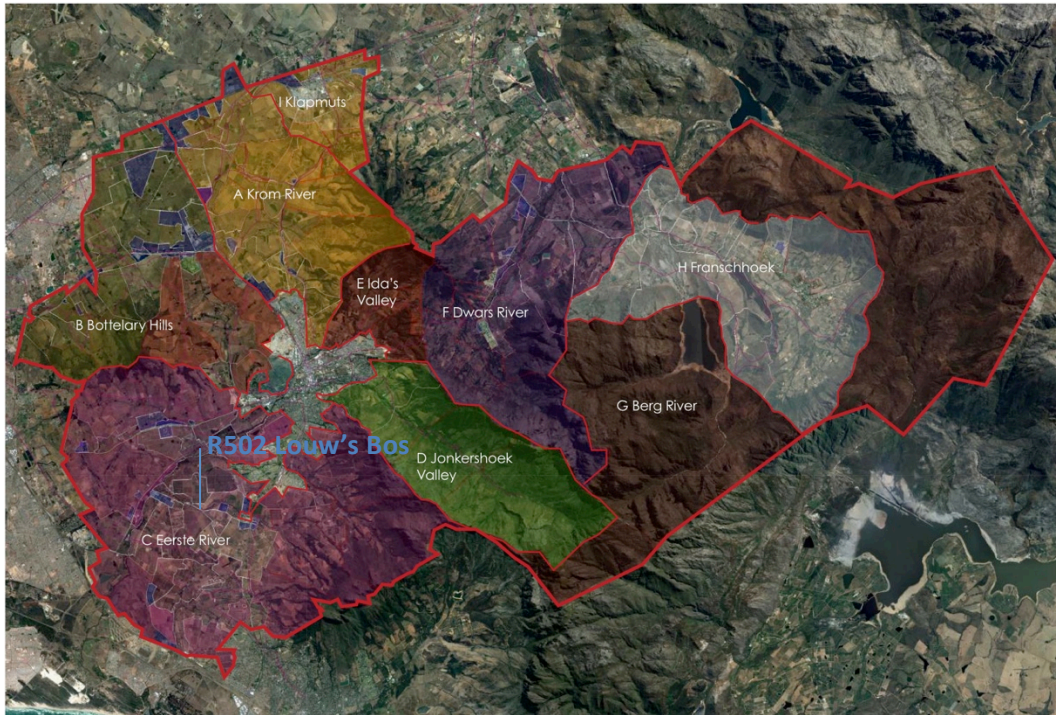 I Klapmuts
A Krom River
E Ida's
Valley
H Franschhoek
F Dwars River
B Bottelary Hills
G Berg River
R502 Louw's Bos
D Jonkershoek
Valley
C Eerste River